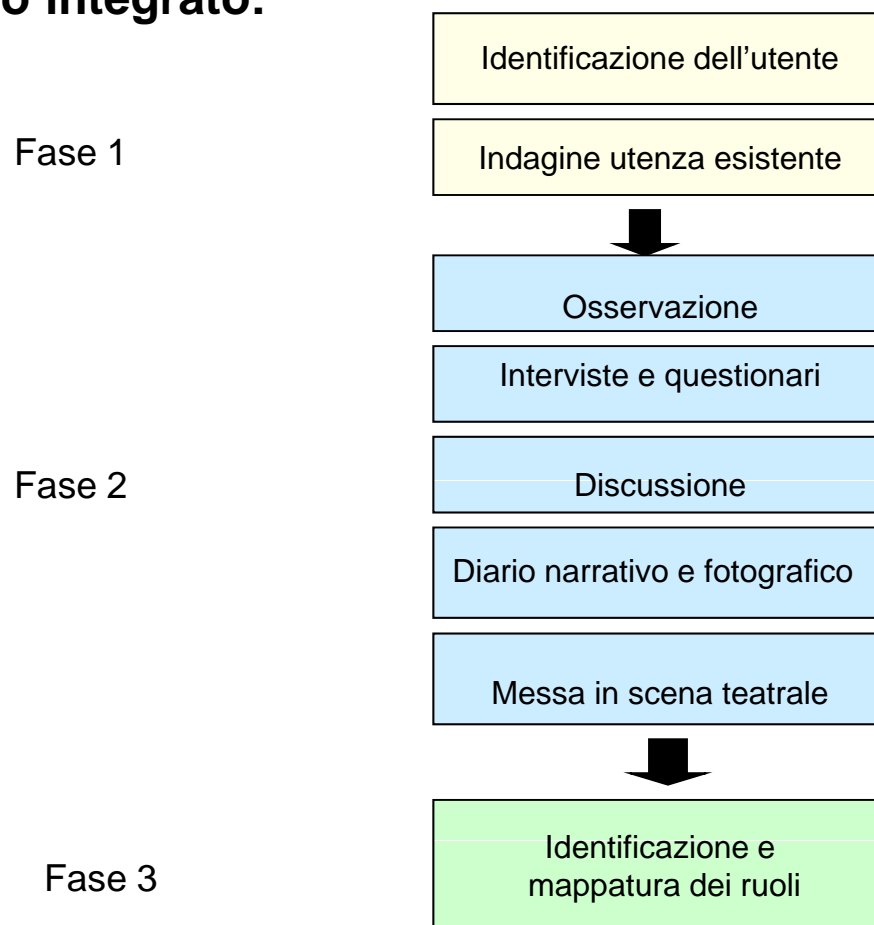 o integrato:
Identificazione dell’utente
Fase 1
Indagine utenza esistente
Osservazione
Interviste e questionari
Fase 2
Discussione
Diario narrativo e fotografico
Messa in scena teatrale
Fase 3
Identificazione e
mappatura dei ruoli